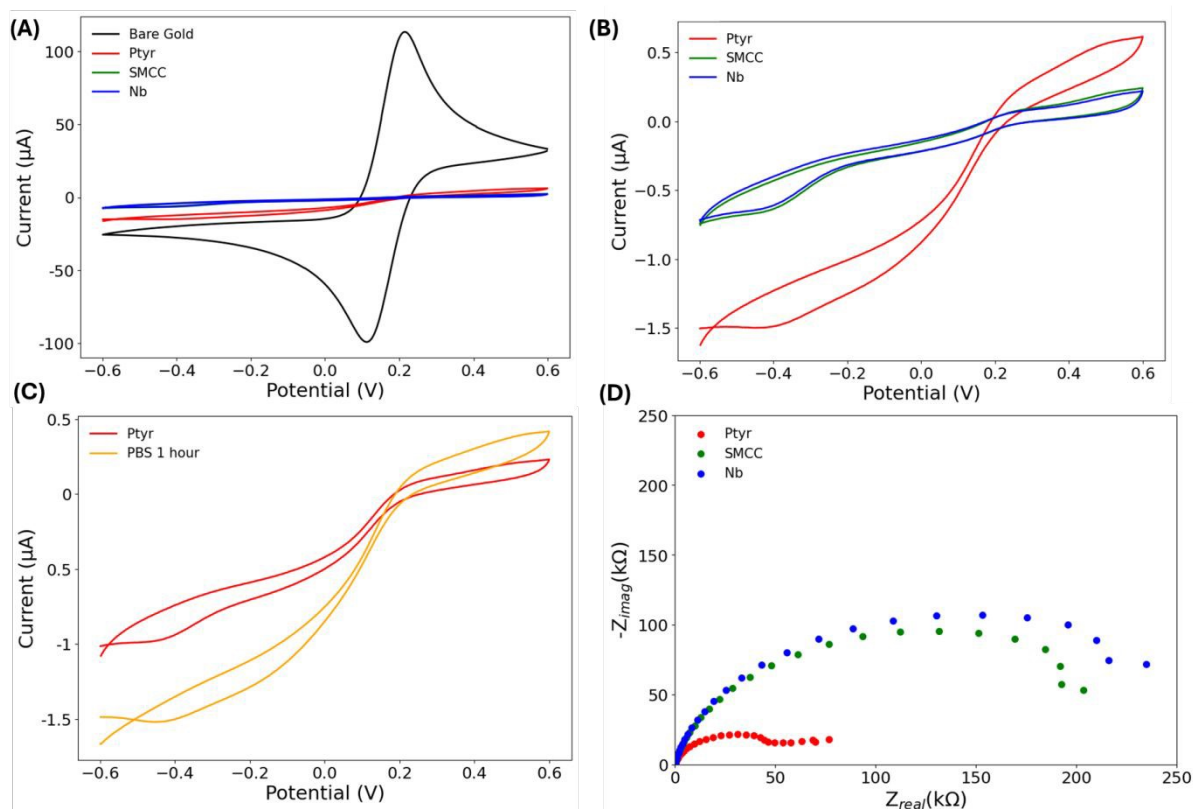 (A)
Bare Gold
Ptyr
SMCC
Nb
100
50
0
-50
-100
Current (μA)
−0.6
−0.4
−0.2
0.0
0.2
0.4
0.6
Potential (V)
(B)
Ptyr
SMCC
Nb
0.5
0.0
-0.5
-1.0
-1.5
Current (μA)
−0.6
−0.4
−0.2
0.0
0.2
0.4
0.6
Potential (V)
(C)
Ptyr
PBS 1 hour
0.5
0
0.5
-1
-1.5
Current (μA)
−0.6
−0.4
−0.2
0.0
0.2
0.4
0.6
Potential (V)
(D)
Ptyr
SMCC
Nb
250
200
150
100
50
0
-Zimag(kΩ)
0
50
100
150
200
250
Zreal(kΩ)